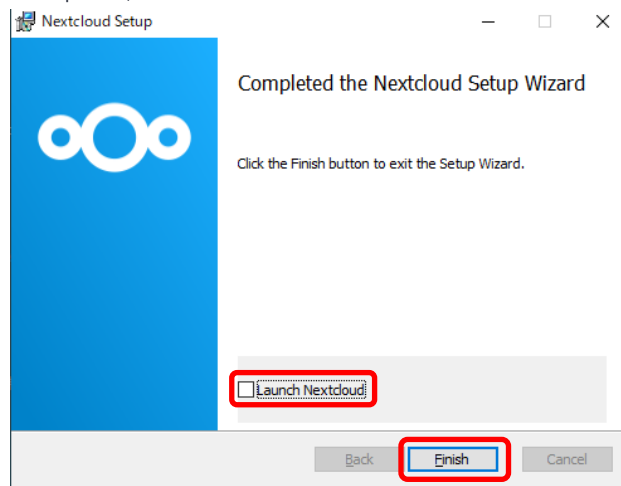 Nextcloud Setup
Completed the Nextcloud Setup Wizard
Click the Finish button to exit the Setup Wizard.
Launch Nextcloud
Back Finish Cancel